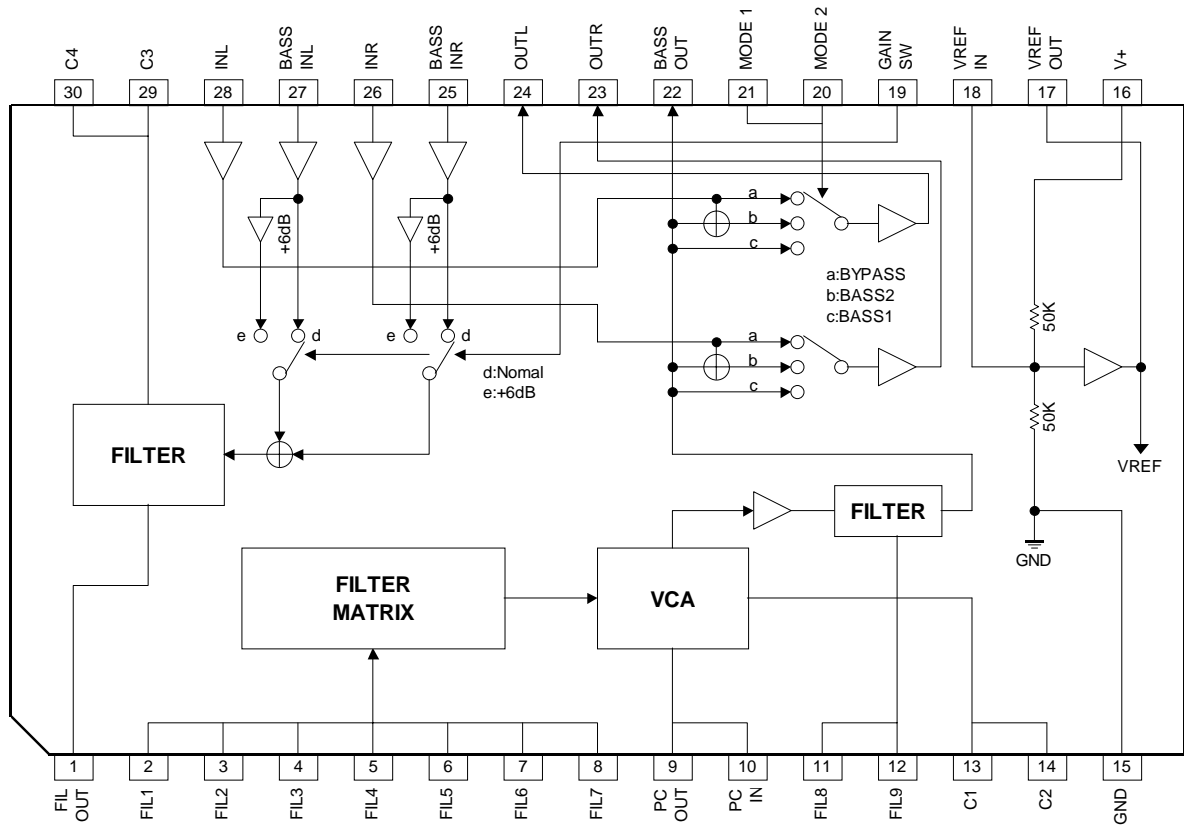 C4
C3
INL
BASS
INL
INR
BASS
INR
OUTL
OUTR
BASS
OUT
MODE 1
MODE 2
GAIN
SW
VREF
IN
VREF
OUT
V+
30
29
28
27
26
25
24
23
22
21
20
19
18
17
16
+6dB
+6dB
a
b
c
a:BYPASS
b:BASS2
c:BASS1
50K
e
d
e
d
d:Nomal
e:+6dB
a
b
c
50K
VREF
FILTER
FILTER
GND
FILTER
MATRIX
VCA
1
2
3
4
5
6
7
8
9
10
11
12
13
14
15
FIL
OUT
FIL1
FIL2
FIL3
FIL4
FIL5
FIL6
FIL7
PC
OUT
PC
IN
FIL8
FIL9
C1
C2
GND